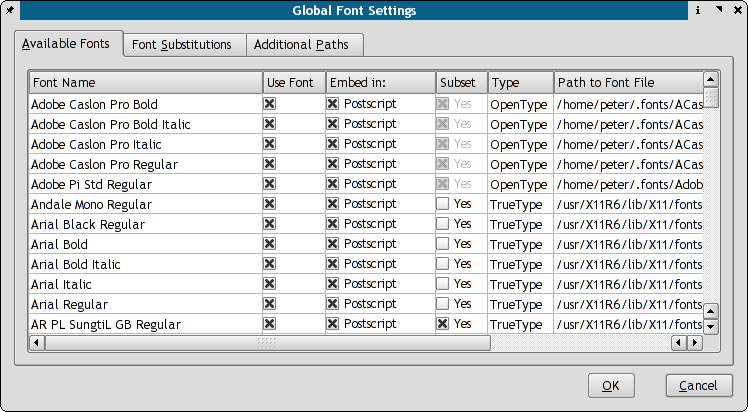 Global Font Settings
Available Fonts Font Substitutions Additional Paths
Font Name Use Font Embed in: Subset Type Path to Font File
Adobe Caslon Pro Bold Postscript Yes OpenType /home/peter/.fonts/ACas
Adobe Caslon Pro Bold Italic Postscript Yes OpenType /home/peter/.fonts/ACas
Adobe Caslon Pro Italic Postscript Yes OpenType /home/peter/.fonts/ACas
Adobe Caslon Pro Regular Postscript Yes OpenType /home/peter/.fonts/ACas
Adobe Pi Std Regular Postscript Yes OpenType /home/peter/.fonts/Adob
Andale Mono Regular Postscript Yes TrueType /usr/X11R6/lib/X11/fonts
Arial Black Regular Postscript Yes TrueType /usr/X11R6/lib/X11/fonts
Arial Bold Postscript Yes TrueType /usr/X11R6/lib/X11/fonts
Arial Bold Italic Postscript Yes TrueType /usr/X11R6/lib/X11/fonts
Arial Italic Postscript Yes TrueType /usr/X11R6/lib/X11/fonts
Arial Regular Postscript Yes TrueType /usr/X11R6/lib/X11/fonts
AR PL SungtiL GB Regular Postscript Yes TrueType /usr/X11R6/lib/X11/fonts
OK Cancel